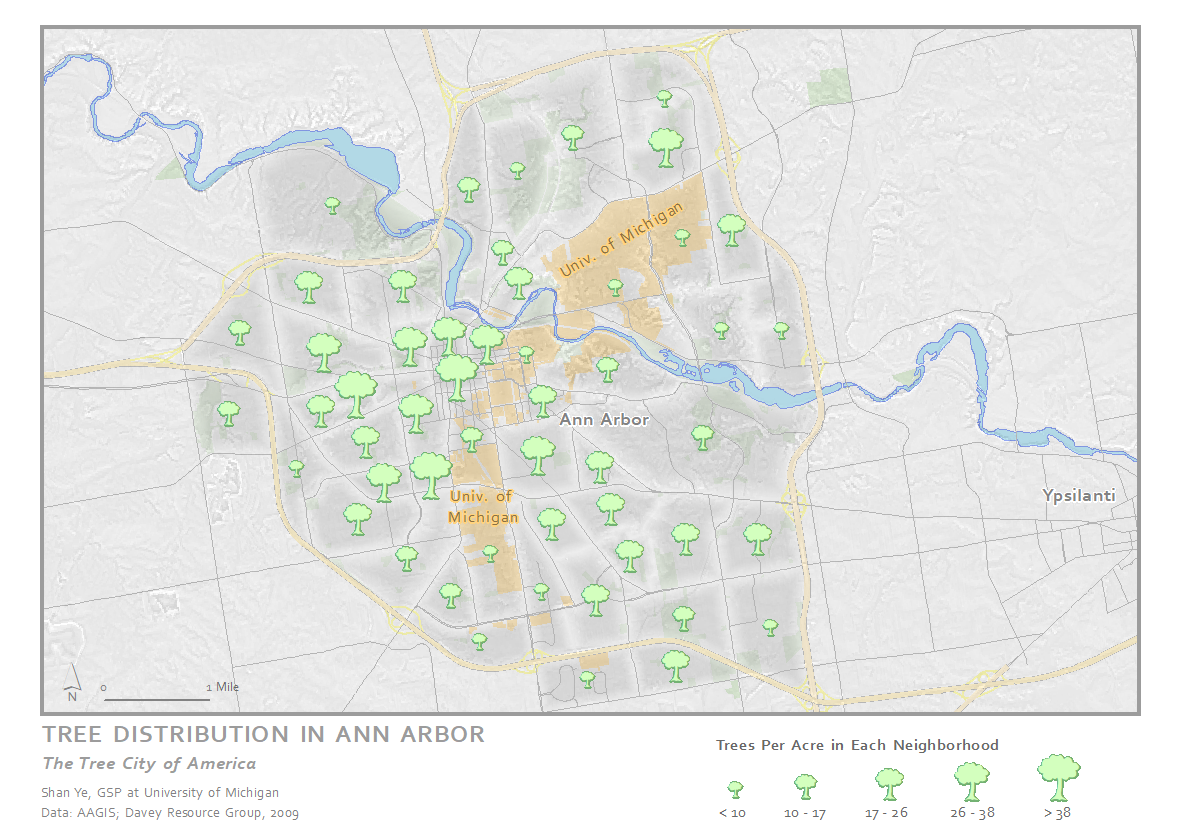 Univ. of Michigan
Ann Arbor
Univ. of
Michigan
Ypsilanti
N
0 1 Mile
TREE DISTRIBUTION IN ANN ARBOR
The Tree City of America
Shan Ye, GSP at University of Michigan
Data: AAGIS; Davey Resource Group, 2009
Trees Per Acre in Each Neighborhood
< 10 10 - 17 17 - 26 26 - 38 > 38